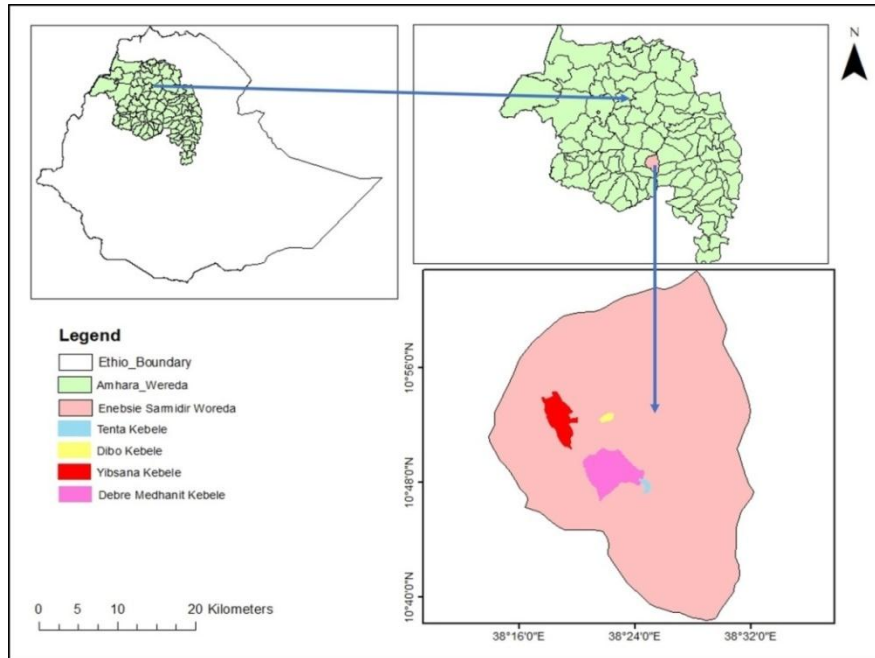 N
Legend
Ethio_Boundary
Amhara_Wereda
Enebsie Sarmidir Woreda
Tenta Kebele
Dibo Kebele
Yibsana Kebele
Debre Medhanit Kebele
0 5 10 20 Kilometers
10°56'0"N
10°48'0"N
10°40'0"N
38°16'0"E 38°24'0"E 38°32'0"E